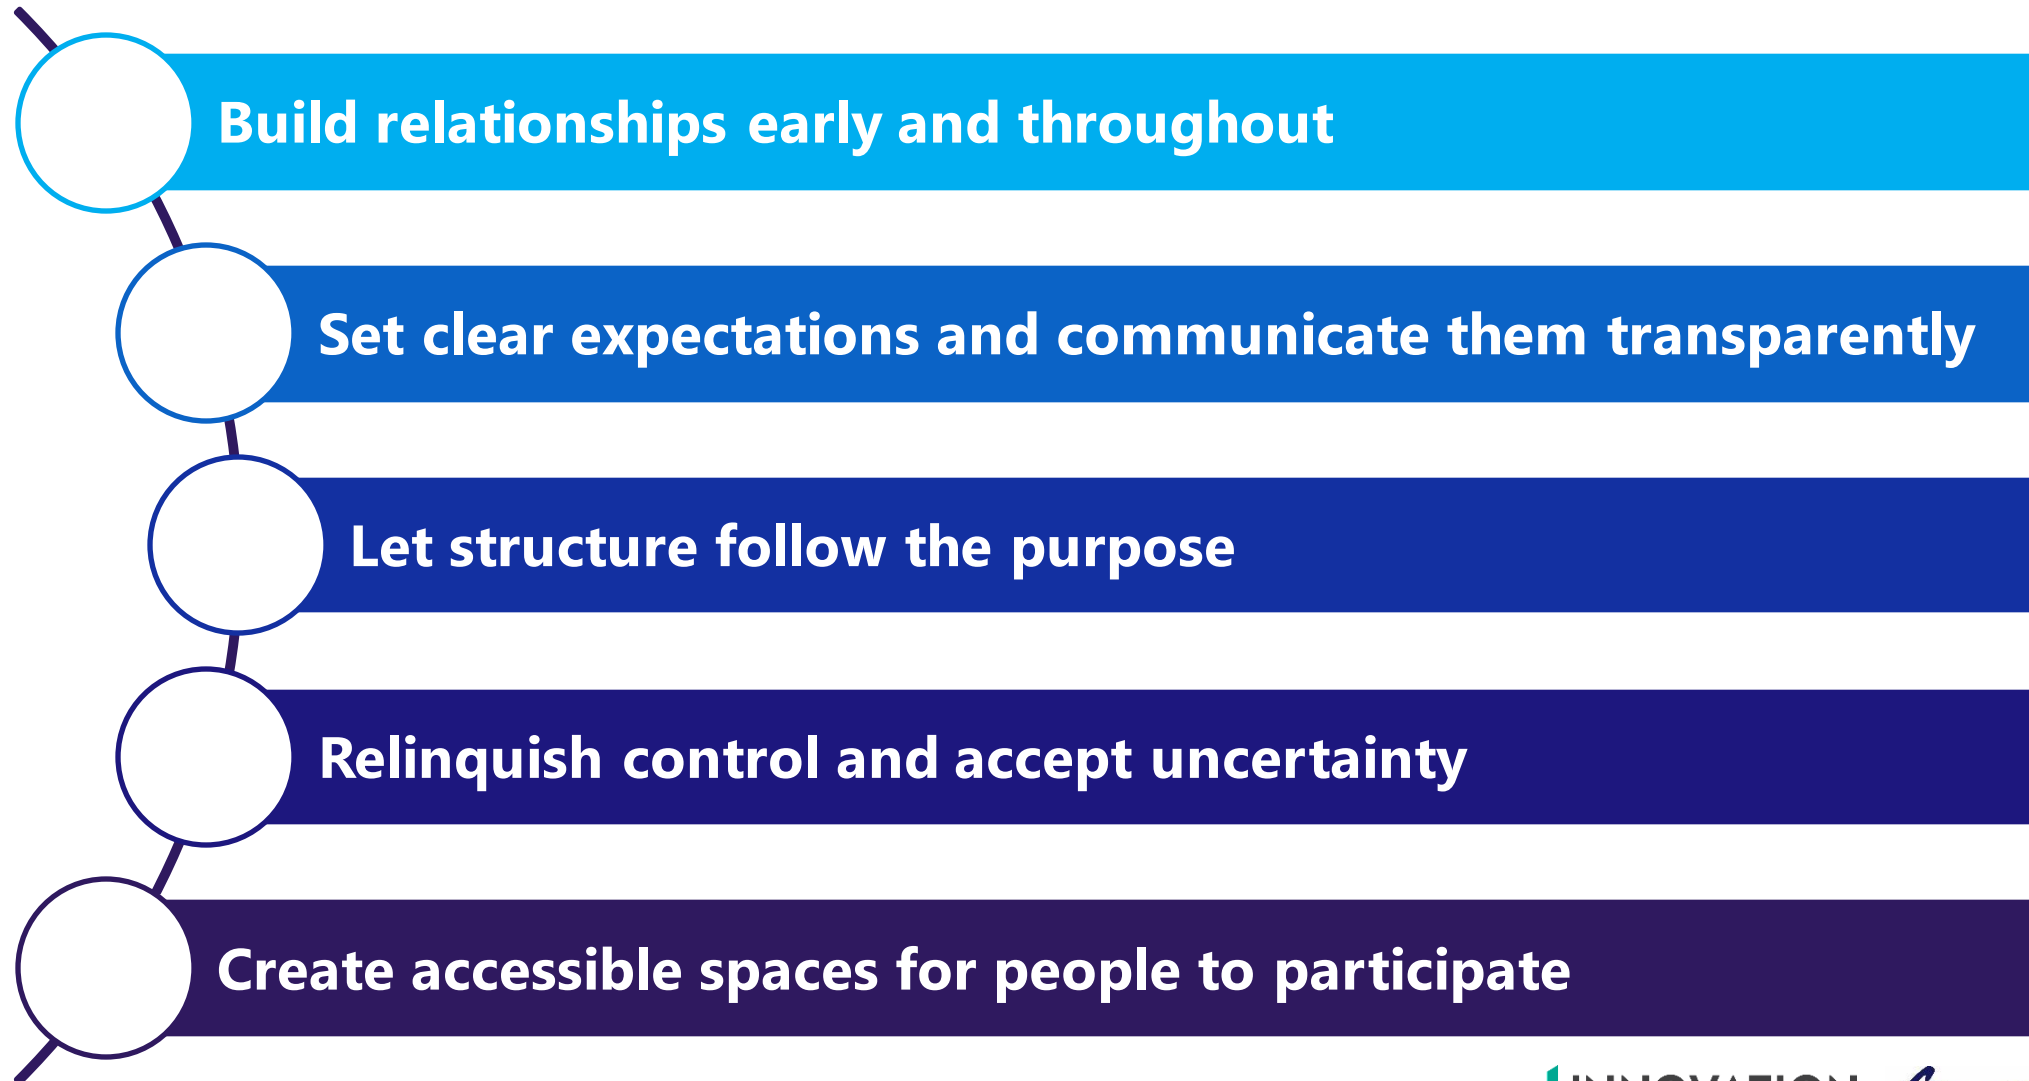 Build relationships early and throughout
Set clear expectations and communicate them transparently
Let structure follow the purpose
Relinquish control and accept uncertainty
Create accessible spaces for people to participate
INNOVATION